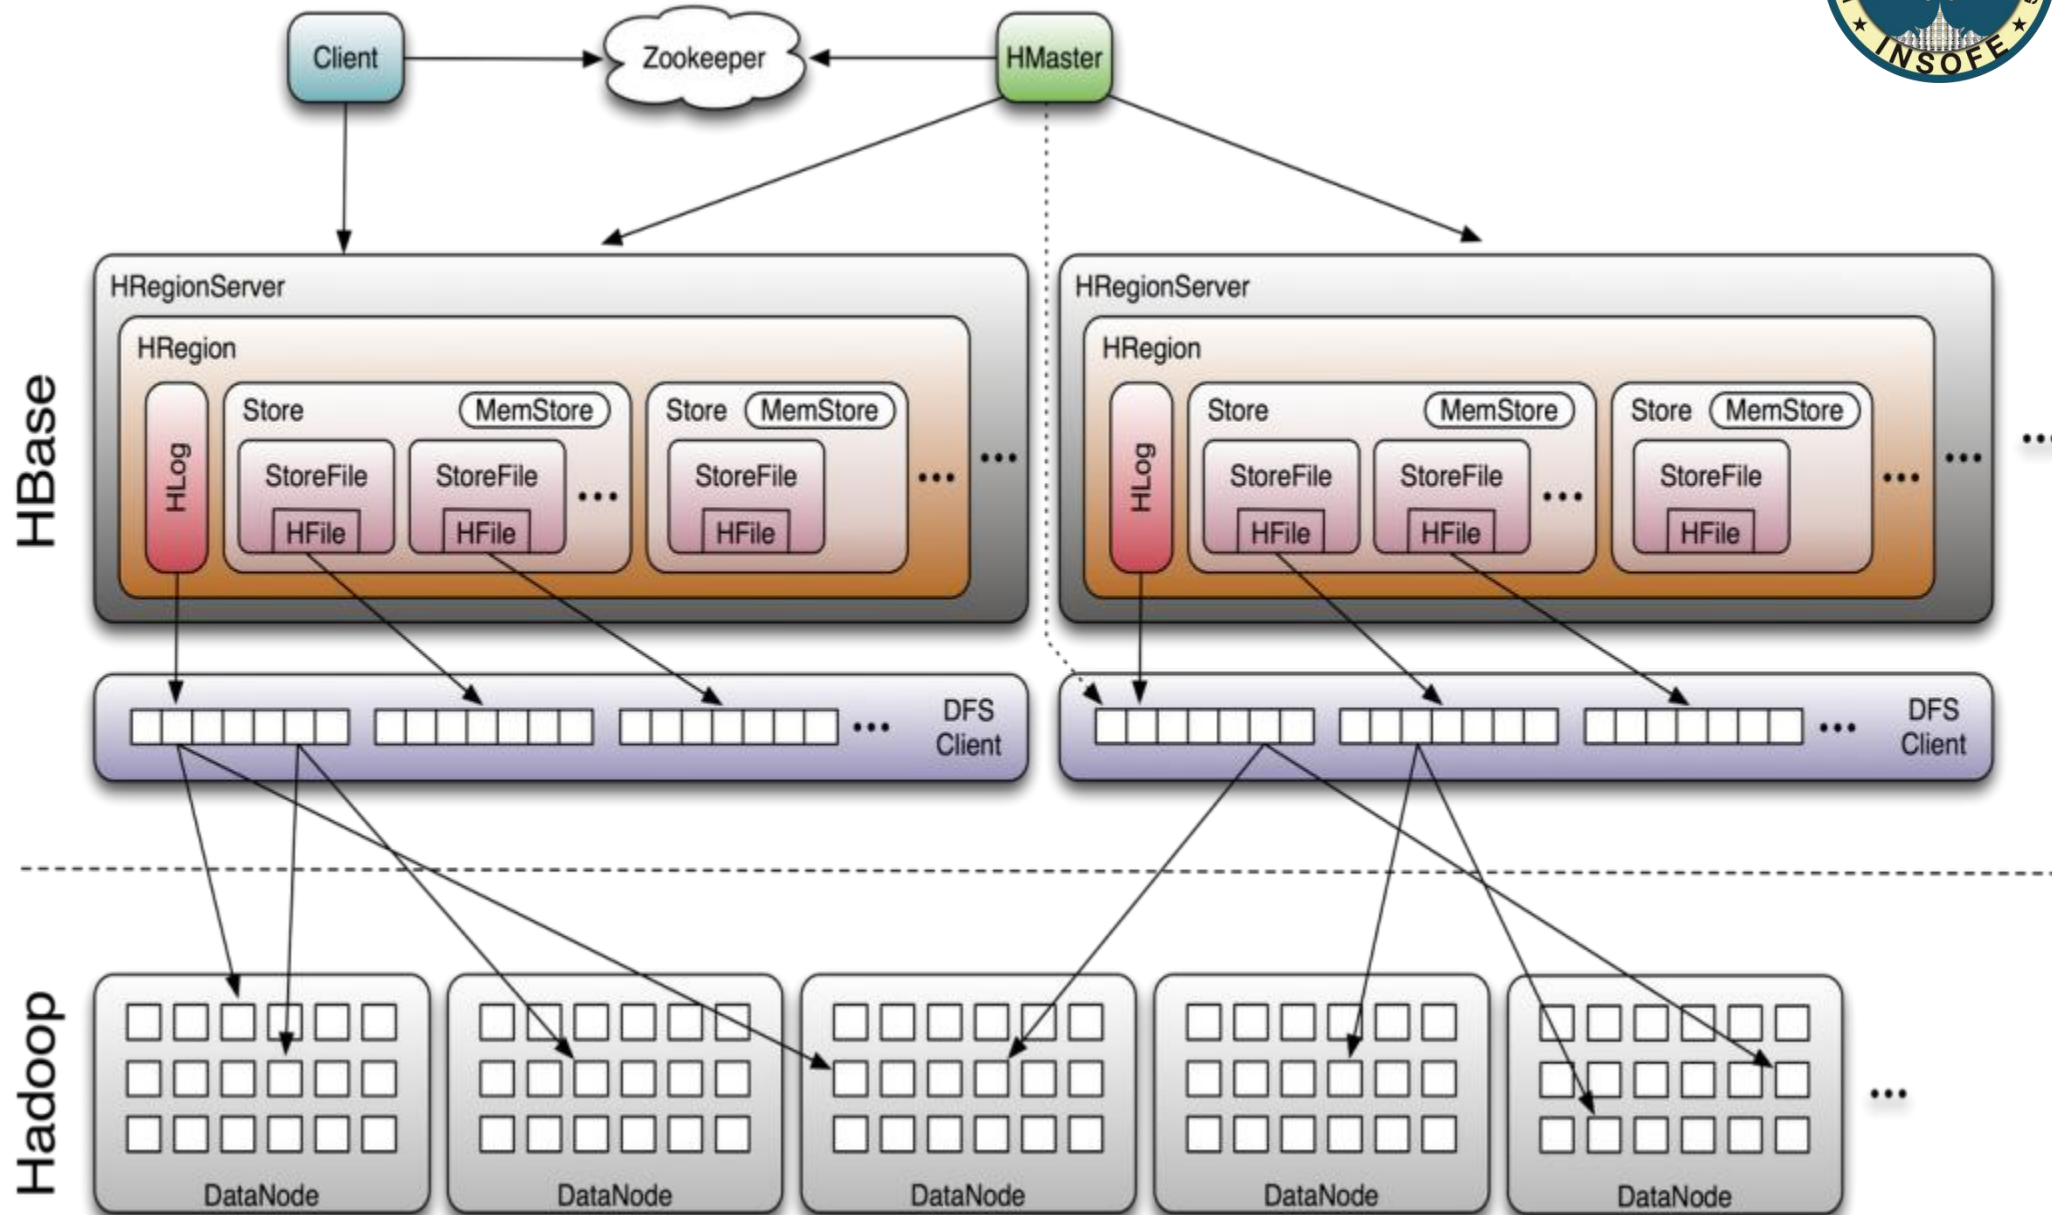 Client
Zookeeper
HMaster
INSOFE
HBase
HRegionServer
HRegion
HLog
Store
MemStore
StoreFile
HFile
StoreFile
HFile
...
Store
MemStore
StoreFile
HFile
...
...
HRegionServer
HRegion
HLog
Store
MemStore
StoreFile
HFile
StoreFile
HFile
...
Store
MemStore
StoreFile
HFile
...
...
...
...
DFS
Client
...
DFS
Client
Hadoop
DataNode
DataNode
DataNode
DataNode
DataNode
...